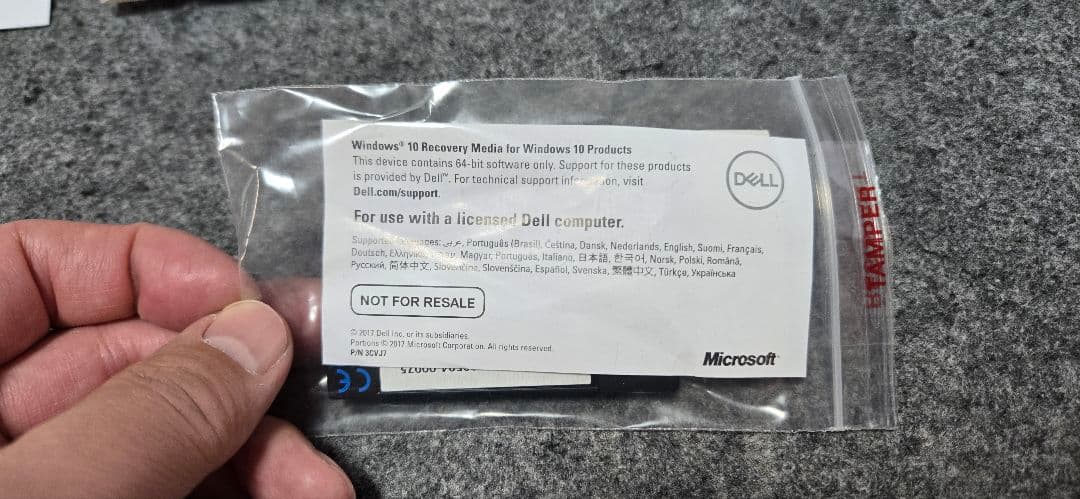 Windows® 10 Recovery Media for Windows 10 Products
This device contains 64-bit software only. Support for these products
is provided by Dell™. For technical support visit
Dell.com/support.
DELL
For use with a licensed Dell computer.
Supported عربي, Português (Brasil), Čeština, Dansk, Nederlands, English, Suomi, Français,
Deutsch, Magyar, Português, Italiano, 日本語, 한국어, Norsk, Polski, Română,
Русский, 简体中文, Slovenčina, Slovenščina, Español, Svenska, 繁體中文, Türkçe, Українська
NOT FOR RESALE
© 2017 Dell Inc. or its subsidiaries.
Portions © 2017 Microsoft Corporation. All rights reserved.
P/N 3CVJ7
Microsoft
CE
TAMPER